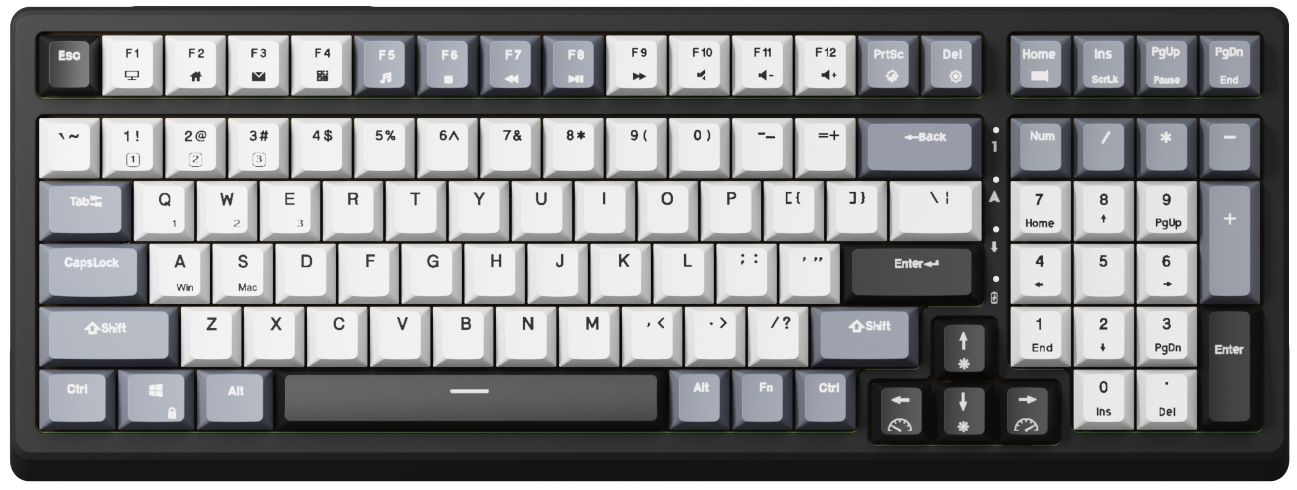 Esc F1 F2 F3 F4 F5 F6 F7 F8 F9 F10 F11 F12 PrtSc Del Home Ins PgUp PgDn
ScrLk Pause End
\ ~ 1! 2@ 3# 4$ 5% 6^ 7& 8* 9( 0) -_ =+ Back Num / * -
1 2 3 1
Tab Q W E R T Y U I O P [{ ]} \ | 7 8 9 +
1 2 3 A Home PgUp
CapsLock A S D F G H J K L ; : ' " Enter 4 5 6
Win Mac
Shift Z X C V B N M , < . > / ? Shift 1 2 3 Enter
End PgDn
Ctrl Alt Alt Fn Ctrl 0 .
Ins Del